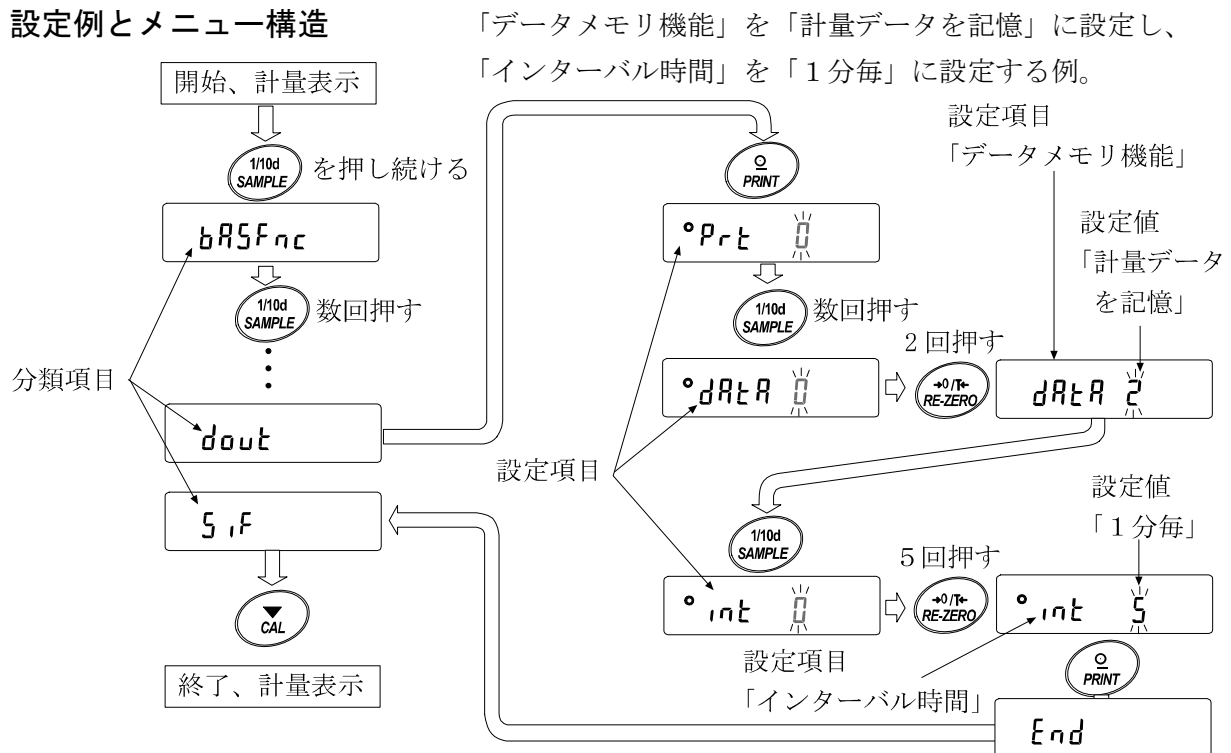 設定例とメニュー構造
「データメモリ機能」を「計量データを記憶」に設定し、
「インターバル時間」を「１分毎」に設定する例。
開始、計量表示
1/10d
SAMPLE
を押し続ける
bASFnc
1/10d
SAMPLE
数回押す
分類項目
dout
SiF
CAL
終了、計量表示
PRINT
Prt 0
1/10d
SAMPLE
数回押す
dAtA 0
２回押す
→0/T←
RE-ZERO
設定項目
「データメモリ機能」
設定値
「計量データ
を記憶」
dAtA 2
設定項目
1/10d
SAMPLE
int 0
５回押す
→0/T←
RE-ZERO
設定値
「１分毎」
int 5
設定項目
「インターバル時間」
PRINT
End